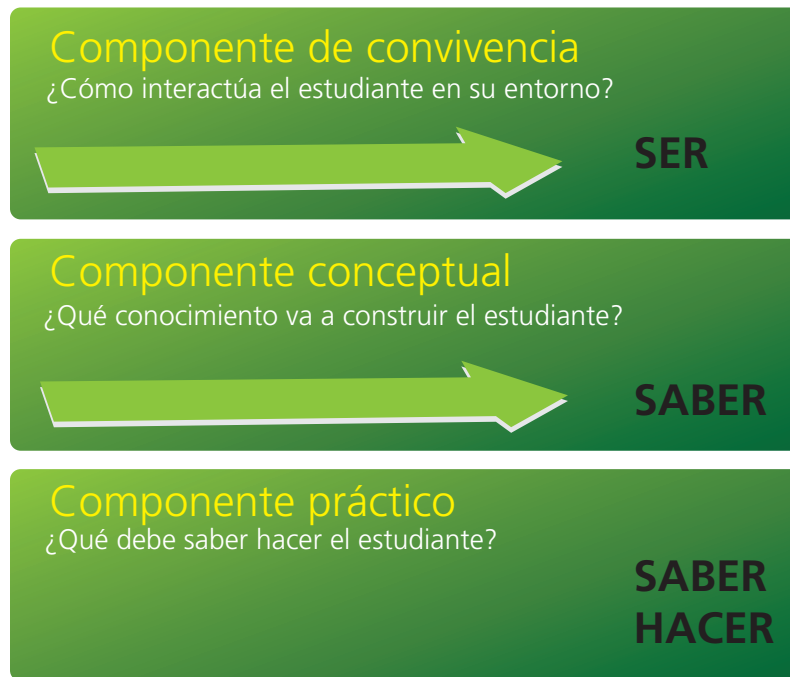 Componente de convivencia
¿Cómo interactúa el estudiante en su entorno?
SER
Componente conceptual
¿Qué conocimiento va a construir el estudiante?
SABER
Componente práctico
¿Qué debe saber hacer el estudiante?
SABER
HACER